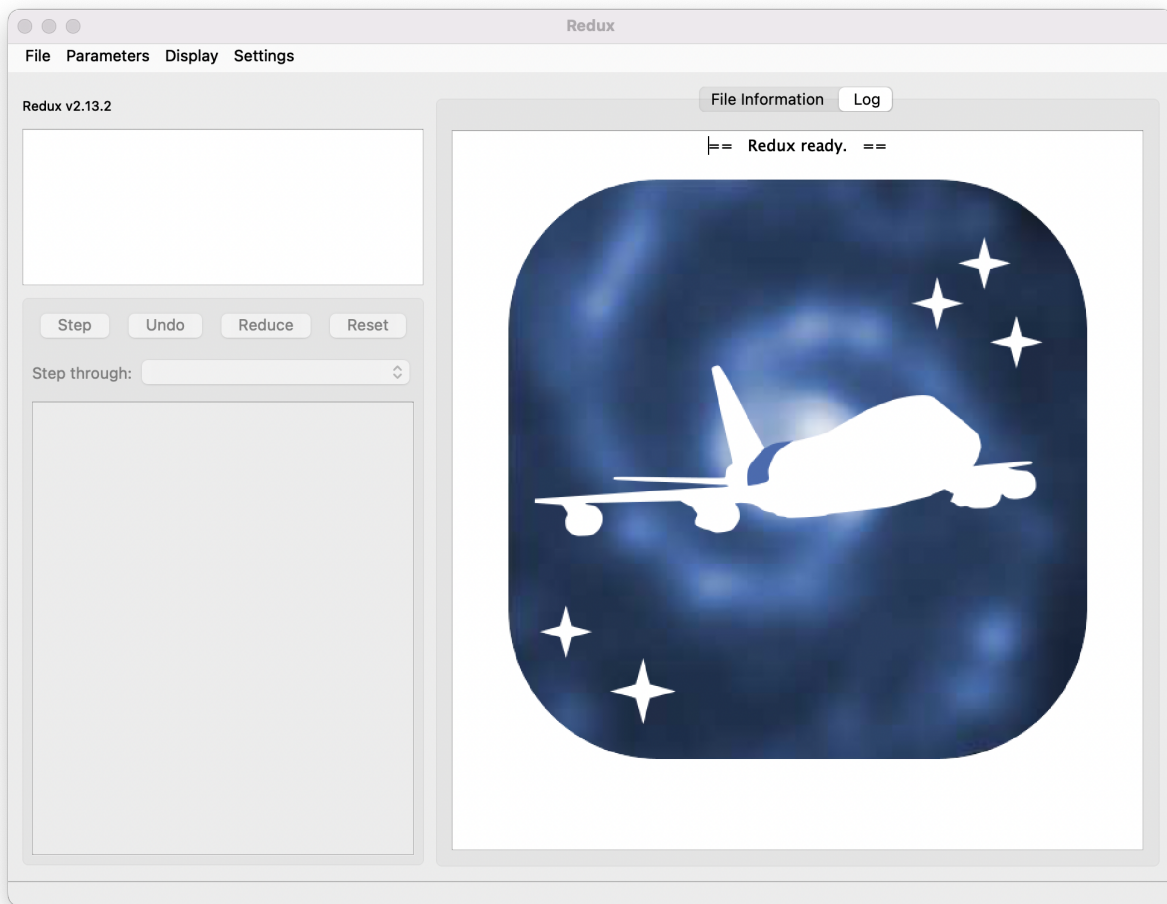 Redux
File Parameters Display Settings
Redux v2.13.2
File Information Log
== Redux ready. ==
Step Undo Reduce Reset
Step through: